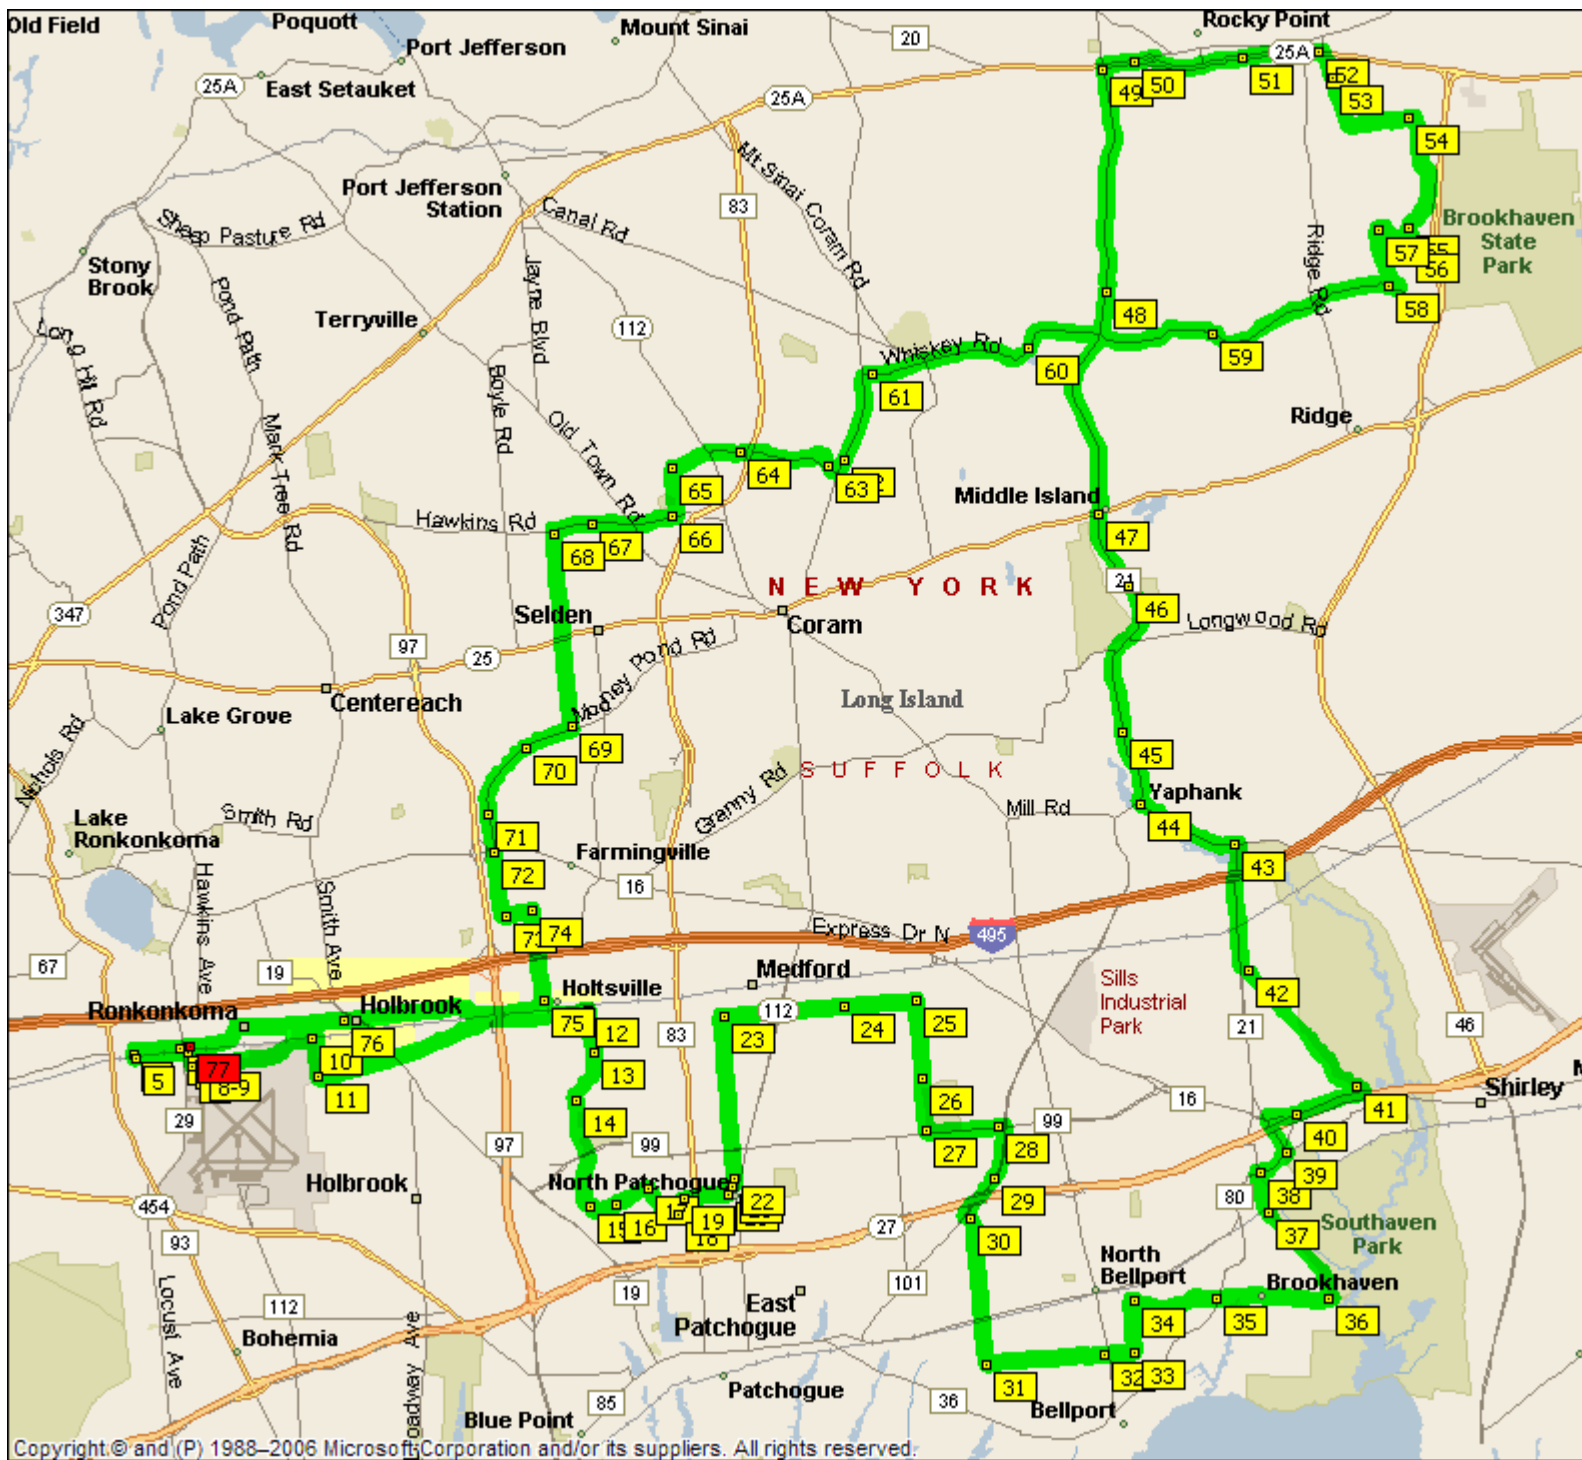 Old Field
Poquott
Port Jefferson
Mount Sinai
20
Rocky Point
25A
East Setauket
25A
25A
49
50
51
52
53
54
Mt Sinai Coram Rd
Port Jefferson
Station
Canal Rd
83
Sheep Pasture Rd
Ridge Rd
Brookhaven
State
Park
57
55
56
58
Stony
Brook
Pond Path
Jayne Blvd
Terryville
112
48
Long Hill Rd
Whiskey Rd
60
59
61
Boyle Rd
Old Town Rd
Mark Tree Rd
Ridge
64
65
63
Middle Island
Hawkins Rd
66
67
68
47
Pond Path
NEW YORK
21
46
347
Selden
Coram
Longwood Rd
97
25
Mooney Pond Rd
Centereach
Long Island
Lake Grove
Nichols Rd
69
70
45
SUFFOLK
Granny Rd
Yaphank
Mill Rd
Smith Rd
Lake
Ronkonkoma
71
44
Farmingville
43
72
16
Hawkins Ave
Smith Ave
Express Dr N
495
74
67
19
Medford
Sills
Industrial
Park
42
Ronkonkoma
Holbrook
Holtsville
75
12
112
23
24
25
21
46
76
10
83
77
5
8-9
11
13
26
Shirley
16
41
29
14
99
99
97
27
28
40
39
Holbrook
North Patchogue
22
454
15
16
19
18
29
80
38
37
93
27
30
Southaven
Park
North
Bellport
101
Brookhaven
112
19
East
Patchogue
34
35
36
Locust Ave
Bohemia
31
32
33
Broadway Ave
Patchogue
85
36
Blue Point
Bellport
Copyright © and (P) 1988–2006 Microsoft Corporation and/or its suppliers. All rights reserved.